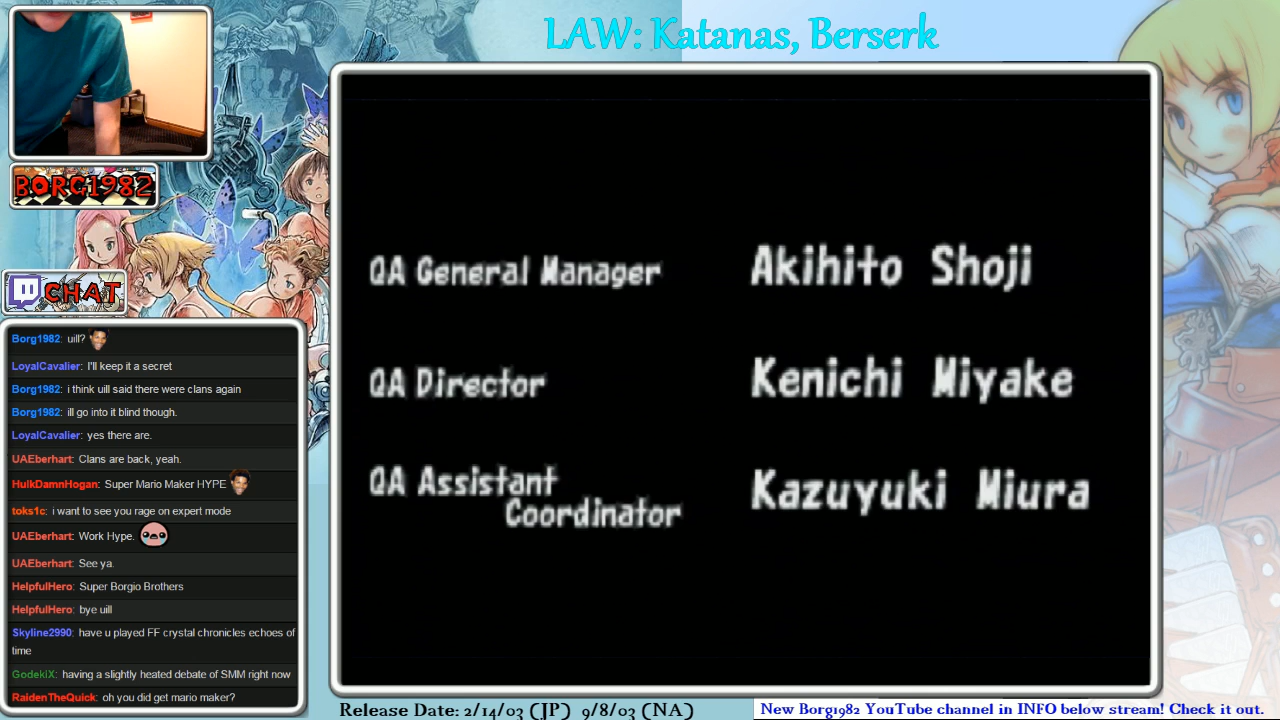 LAW: Katanas, Berserk
BORG1982
CHAT
Borg1982: uill?
LoyalCavalier: I'll keep it a secret
Borg1982: i think uill said there were clans again
Borg1982: ill go into it blind though.
LoyalCavalier: yes there are.
UAEberhart: Clans are back, yeah.
HulkDamnHogan: Super Mario Maker HYPE
toks1c: i want to see you rage on expert mode
UAEberhart: Work Hype.
UAEberhart: See ya.
HelpfulHero: Super Borgio Brothers
HelpfulHero: bye uill
Skyline2990: have u played FF crystal chronicles echoes of
time
GodekIX: having a slightly heated debate of SMM right now
RaidenTheQuick: oh you did get mario maker?
QA General Manager Akihito Shoji
QA Director Kenichi Miyake
QA Assistant
Coordinator Kazuyuki Miura
Release Date: 2/14/03 (JP) 9/8/03 (NA)
New Borg1982 YouTube channel in INFO below stream! Check it out.